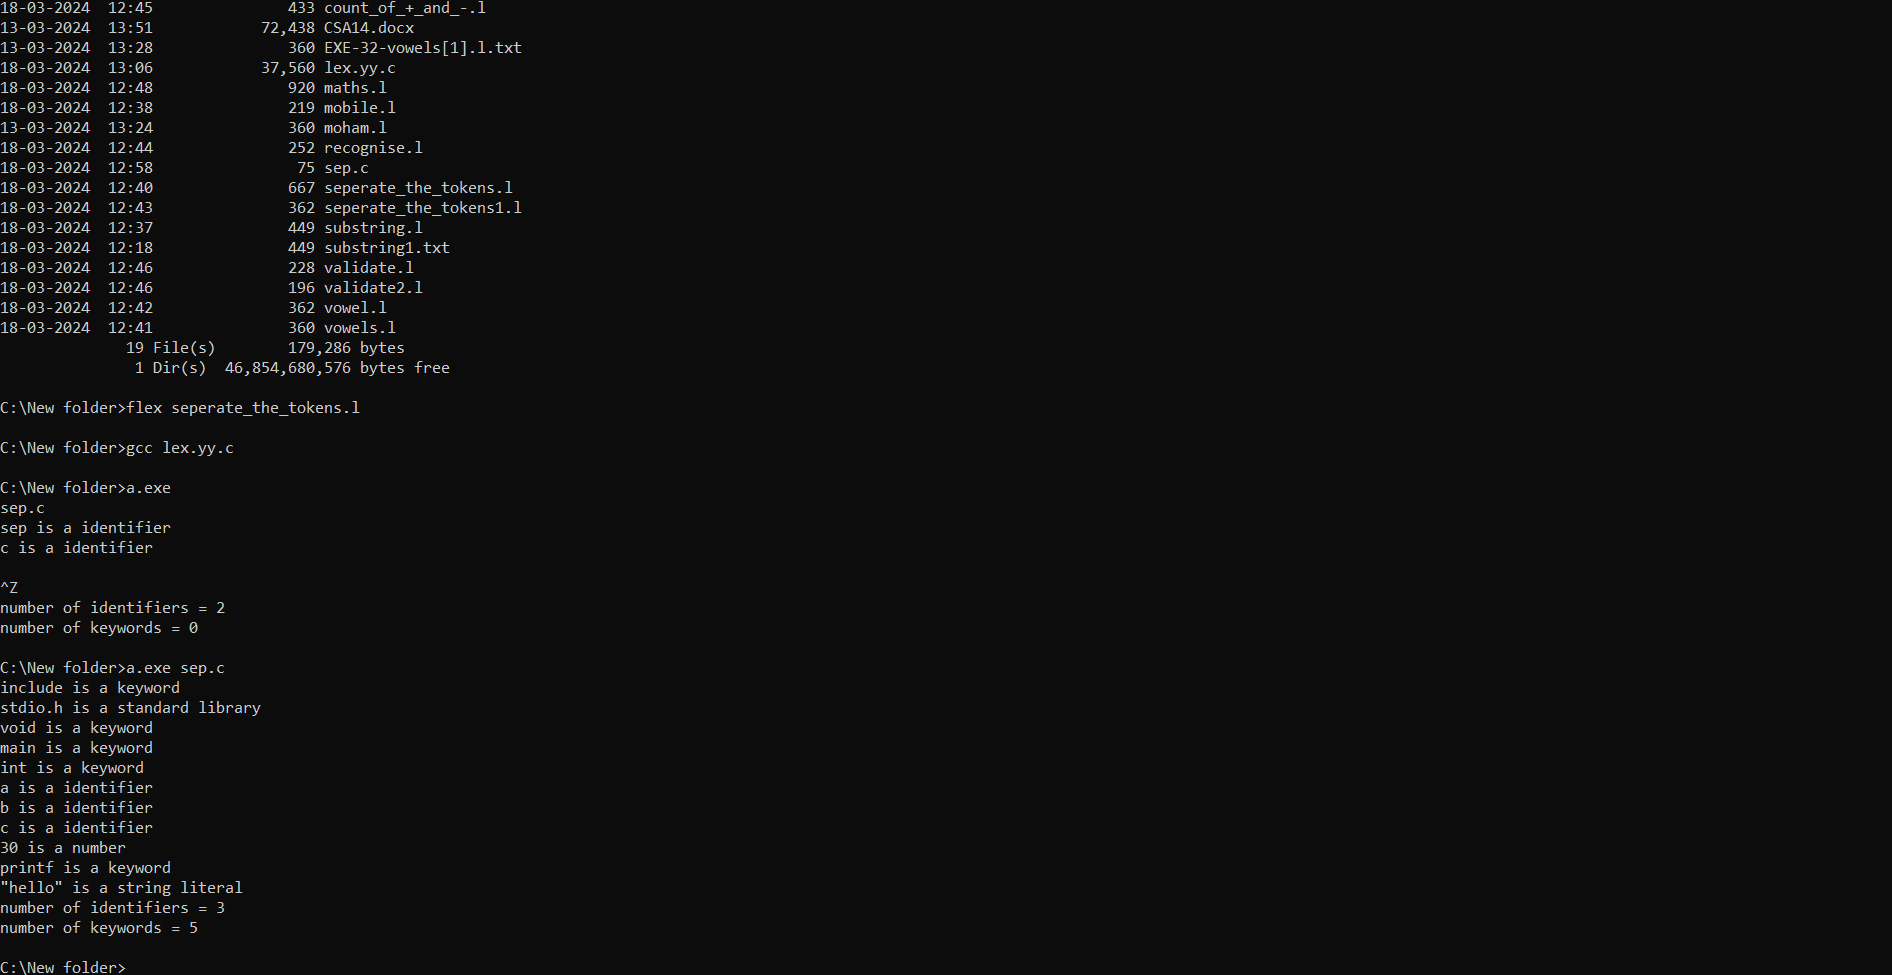 18-03-2024  12:45               433 count_of_+_and_-.l
13-03-2024  13:51            72,438 CSA14.docx
13-03-2024  13:28               360 EXE-32-vowels[1].l.txt
18-03-2024  13:06            37,560 lex.yy.c
18-03-2024  12:48               920 maths.l
18-03-2024  12:38               219 mobile.l
13-03-2024  13:24               360 moham.l
18-03-2024  12:44               252 recognise.l
18-03-2024  12:58                75 sep.c
18-03-2024  12:40               667 seperate_the_tokens.l
18-03-2024  12:43               362 seperate_the_tokens1.l
18-03-2024  12:37               449 substring.l
18-03-2024  12:18               449 substring1.txt
18-03-2024  12:46               228 validate.l
18-03-2024  12:46               196 validate2.l
18-03-2024  12:42               362 vowel.l
18-03-2024  12:41               360 vowels.l
              19 File(s)        179,286 bytes
               1 Dir(s)  46,854,680,576 bytes free
C:\New folder>flex seperate_the_tokens.l
C:\New folder>gcc lex.yy.c
C:\New folder>a.exe
sep.c
sep is a identifier
c is a identifier
^Z
number of identifiers = 2
number of keywords = 0
C:\New folder>a.exe sep.c
include is a keyword
stdio.h is a standard library
void is a keyword
main is a keyword
int is a keyword
a is a identifier
b is a identifier
c is a identifier
30 is a number
printf is a keyword
"hello" is a string literal
number of identifiers = 3
number of keywords = 5
C:\New folder>